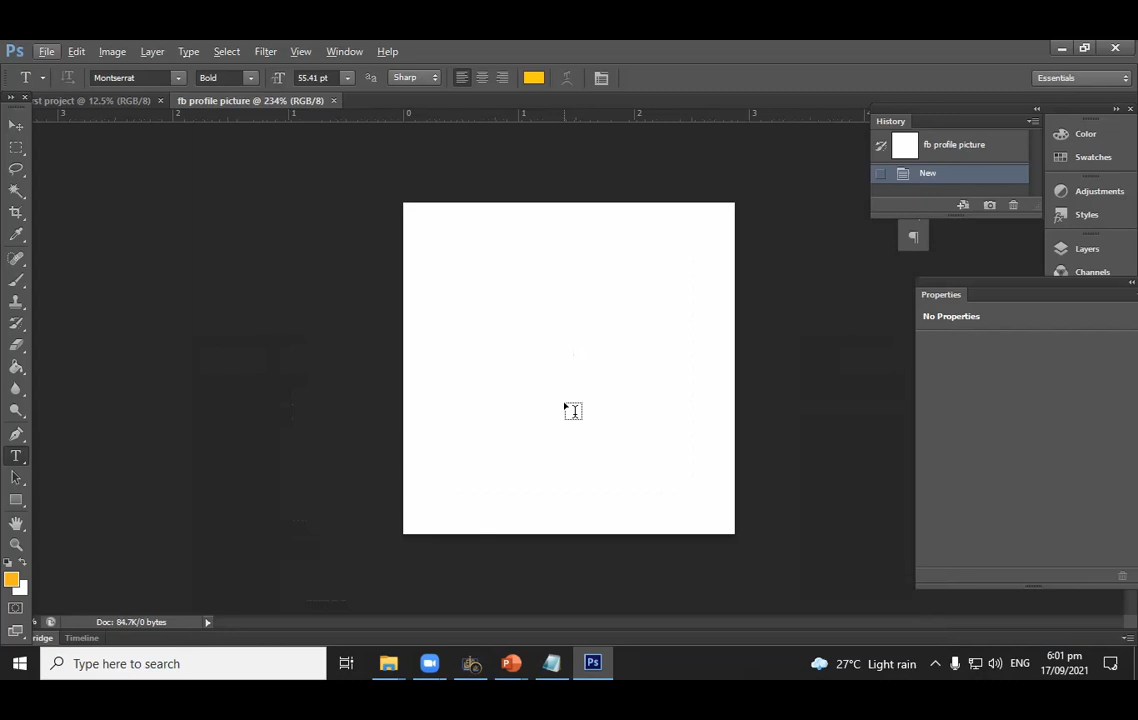 Ps File Edit Image Layer Type Select Filter View Window Help
T Montserrat Bold T 55.41 pt aa Sharp Essentials
est project @ 12.5% (RGB/8) × fb profile picture @ 234% (RGB/8) ×
3 2 1 0 1 2 3
History
fb profile picture
New
Color
Swatches
Adjustments
Styles
Layers
Channels
Properties
No Properties
T
% Doc: 84.7K/0 bytes
ridge Timeline
Type here to search
Ps
27°C Light rain
ENG
6:01 pm
17/09/2021